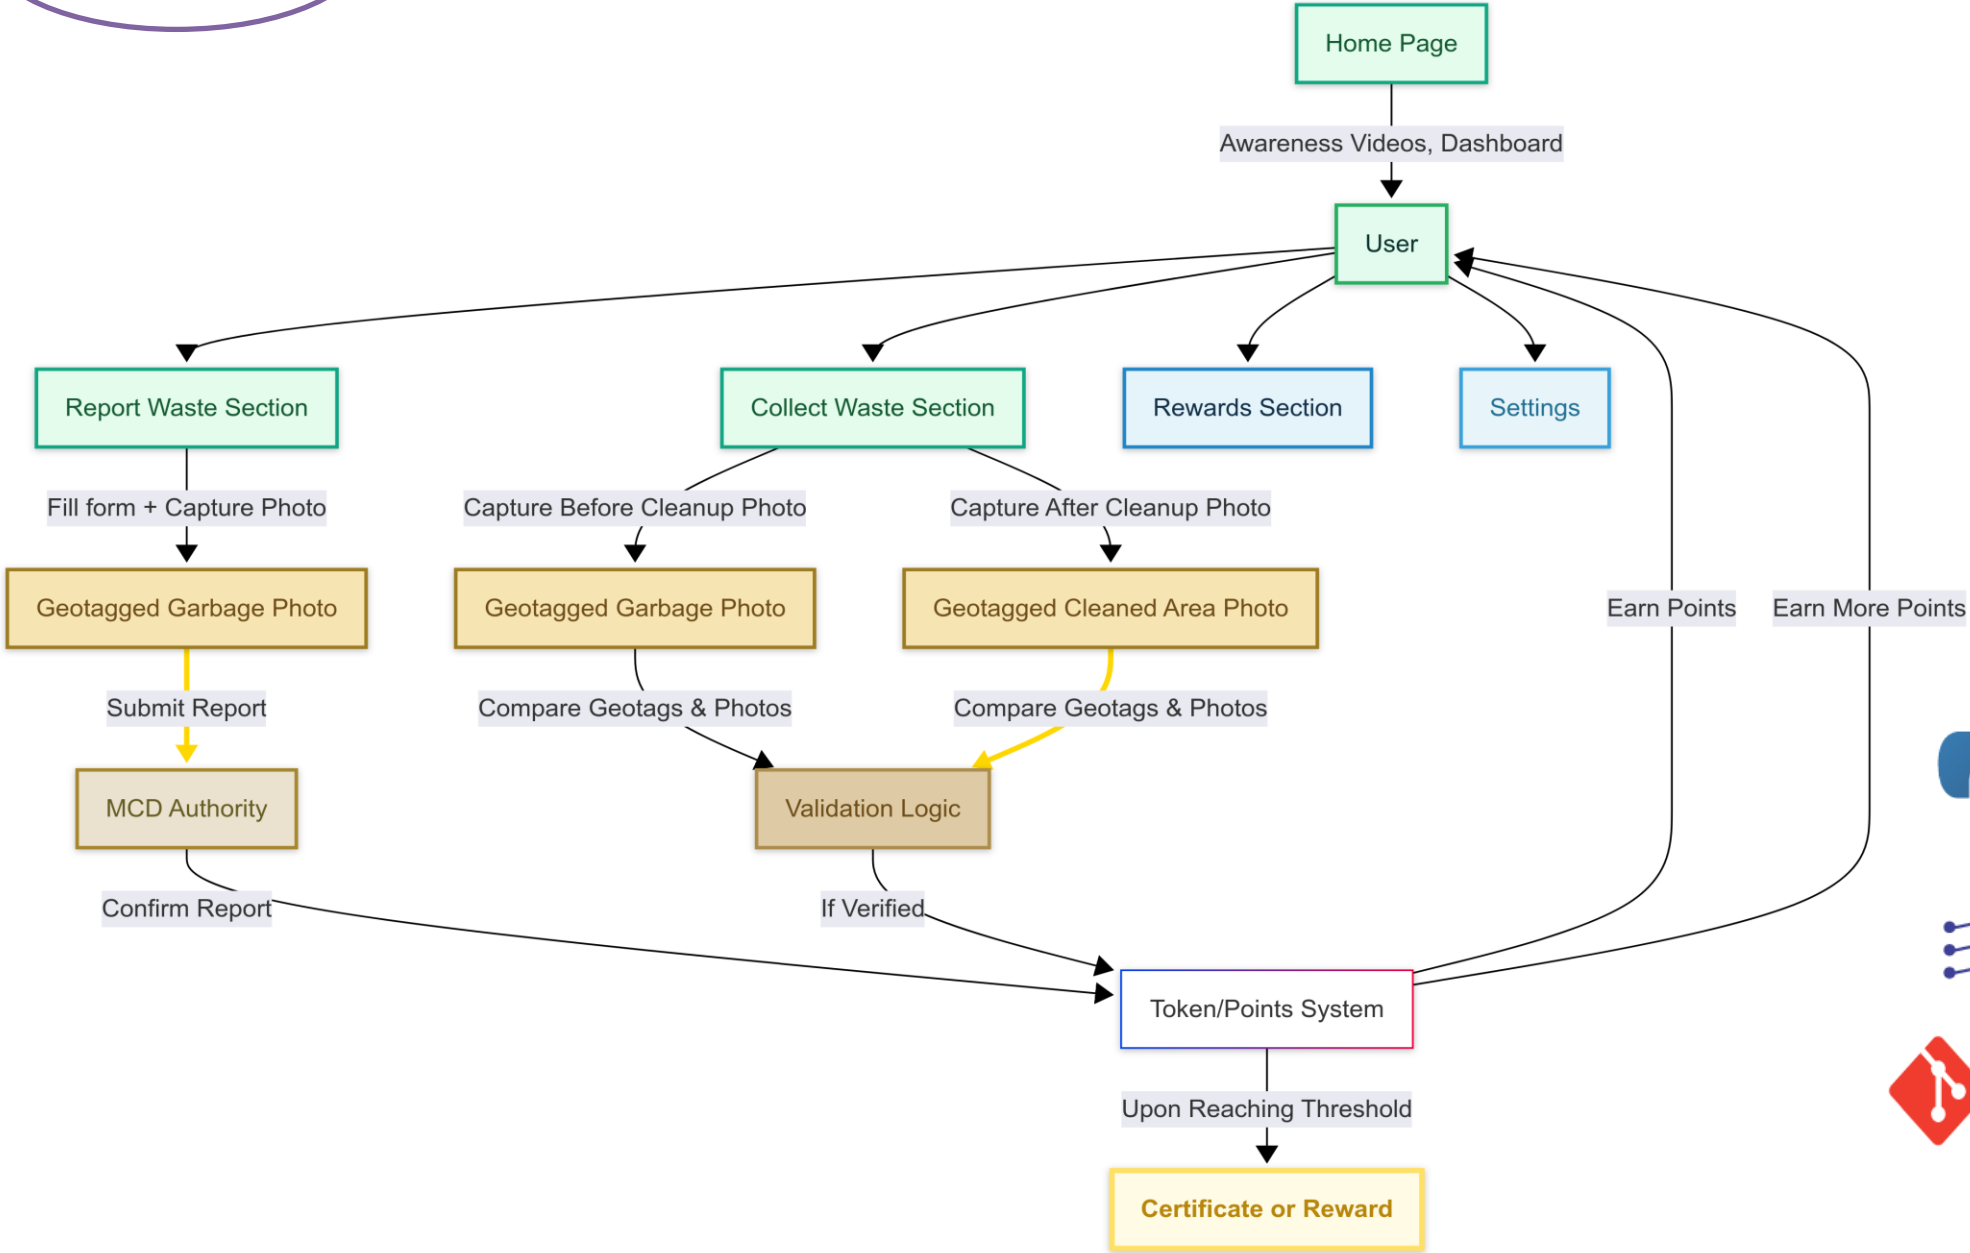 Home Page
Awareness Videos, Dashboard
User
Report Waste Section
Collect Waste Section
Rewards Section
Settings
Fill form + Capture Photo
Capture Before Cleanup Photo
Capture After Cleanup Photo
Geotagged Garbage Photo
Geotagged Garbage Photo
Geotagged Cleaned Area Photo
Earn Points
Earn More Points
Submit Report
Compare Geotags & Photos
Compare Geotags & Photos
MCD Authority
Validation Logic
Confirm Report
If Verified
Token/Points System
Upon Reaching Threshold
Certificate or Reward